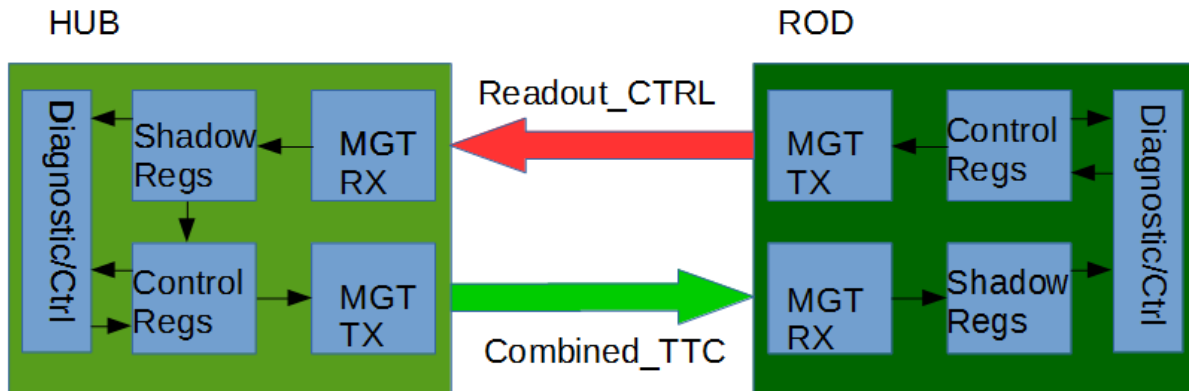 HUB
ROD
Readout_CTRL
Diagnostic/Ctrl
Shadow
Regs
MGT
RX
MGT
TX
Control
Regs
Diagnostic/Ctrl
Control
Regs
MGT
TX
MGT
RX
Shadow
Regs
Combined_TTC